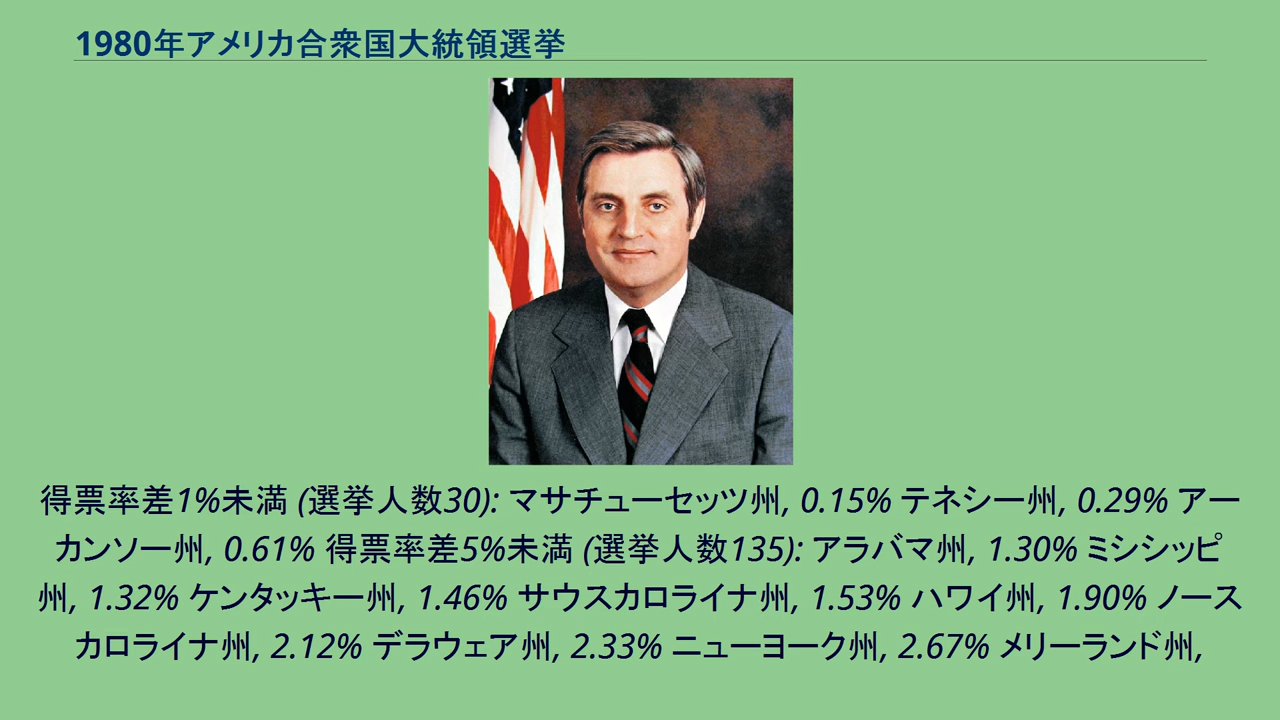 1980年アメリカ合衆国大統領選挙
得票率差1%未満 (選挙人数30): マサチューセッツ州, 0.15% テネシー州, 0.29% アー
カンソー州, 0.61% 得票率差5%未満 (選挙人数135): アラバマ州, 1.30% ミシシッピ
州, 1.32% ケンタッキー州, 1.46% サウスカロライナ州, 1.53% ハワイ州, 1.90% ノース
カロライナ州, 2.12% デラウェア州, 2.33% ニューヨーク州, 2.67% メリーランド州,